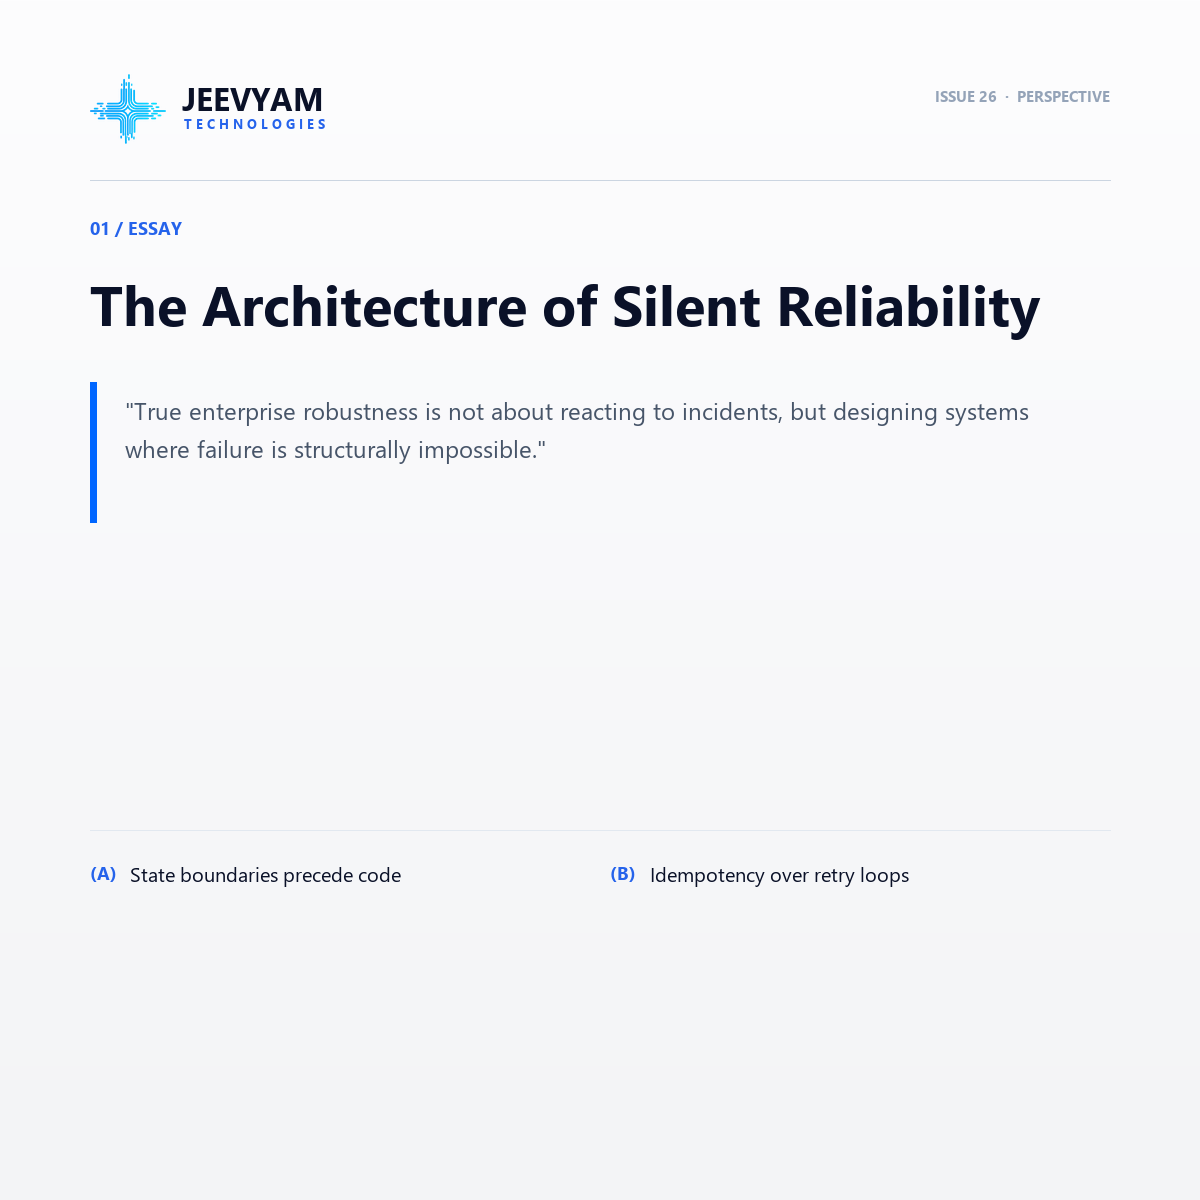 JEEVYAM
TECHNOLOGIES
ISSUE 26 · PERSPECTIVE
01 / ESSAY
The Architecture of Silent Reliability
"True enterprise robustness is not about reacting to incidents, but designing systems
where failure is structurally impossible."
(A) State boundaries precede code
(B) Idempotency over retry loops